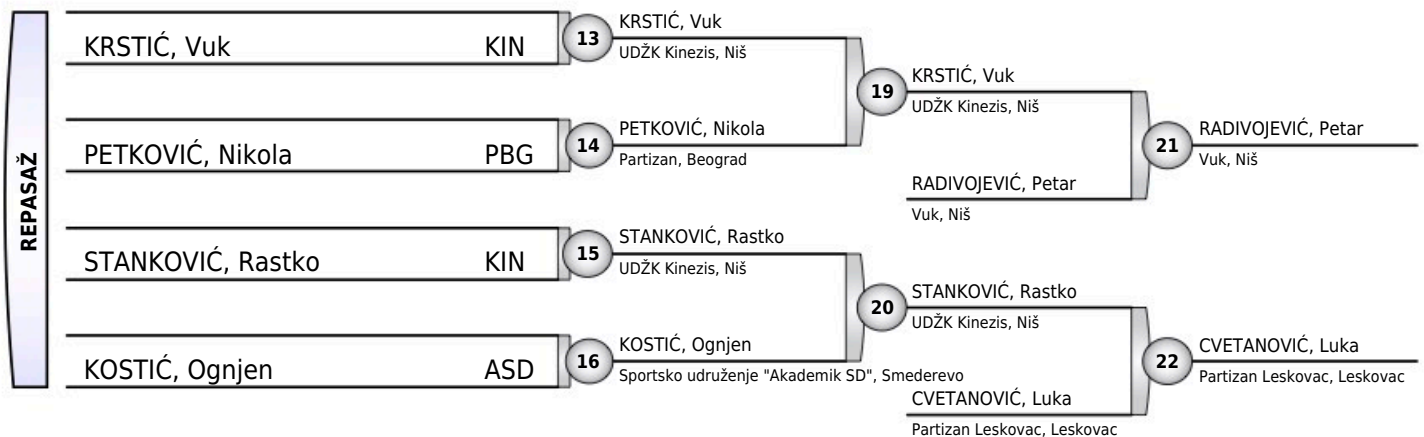 REPASAŽ
KRSTIĆ, Vuk KIN
13
KRSTIĆ, Vuk
UDŽK Kinezis, Niš
19
KRSTIĆ, Vuk
UDŽK Kinezis, Niš
PETKOVIĆ, Nikola PBG
14
PETKOVIĆ, Nikola
Partizan, Beograd
21
RADIVOJEVIĆ, Petar
Vuk, Niš
RADIVOJEVIĆ, Petar
Vuk, Niš
STANKOVIĆ, Rastko KIN
15
STANKOVIĆ, Rastko
UDŽK Kinezis, Niš
20
STANKOVIĆ, Rastko
UDŽK Kinezis, Niš
KOSTIĆ, Ognjen ASD
16
KOSTIĆ, Ognjen
Sportsko udruženje "Akademik SD", Smederevo
22
CVETANOVIĆ, Luka
Partizan Leskovac, Leskovac
CVETANOVIĆ, Luka
Partizan Leskovac, Leskovac